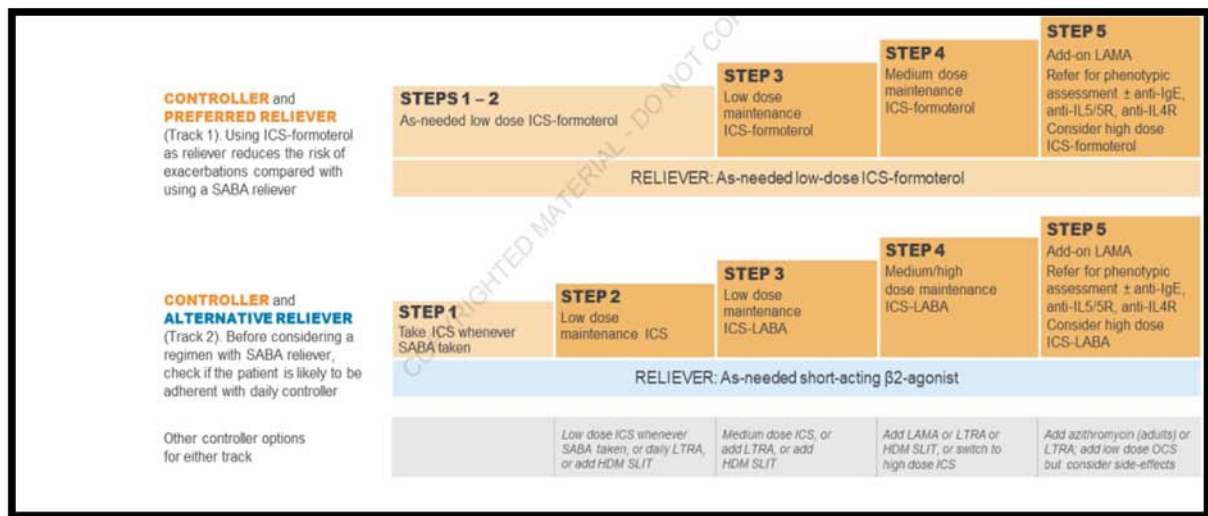 CONTROLLER and
PREFERRED RELIEVER
(Track 1). Using ICS-formoterol
as reliever reduces the risk of
exacerbations compared with
using a SABA reliever
STEPS 1 – 2
As-needed low dose ICS-formoterol
STEP 3
Low dose
maintenance
ICS-formoterol
STEP 4
Medium dose
maintenance
ICS-formoterol
STEP 5
Add-on LAMA
Refer for phenotypic
assessment ± anti-IgE,
anti-IL5/5R, anti-IL4R
Consider high dose
ICS-formoterol
RELIEVER: As-needed low-dose ICS-formoterol
CONTROLLER and
ALTERNATIVE RELIEVER
(Track 2). Before considering a
regimen with SABA reliever,
check if the patient is likely to be
adherent with daily controller
STEP 1
Take ICS whenever
SABA taken
STEP 2
Low dose
maintenance ICS
STEP 3
Low dose
maintenance
ICS-LABA
STEP 4
Medium/high
dose maintenance
ICS-LABA
STEP 5
Add-on LAMA
Refer for phenotypic
assessment ± anti-IgE,
anti-IL5/5R, anti-IL4R
Consider high dose
ICS-LABA
RELIEVER: As-needed short-acting β2-agonist
Other controller options
for either track
Low dose ICS whenever
SABA taken, or daily LTRA,
or add HDM SLIT
Medium dose ICS, or
add LTRA, or add
HDM SLIT
Add LAMA or LTRA or
HDM SLIT, or switch to
high dose ICS
Add azithromycin (adults) or
LTRA; add low dose OCS
but consider side-effects
MATERIAL - DO NOT